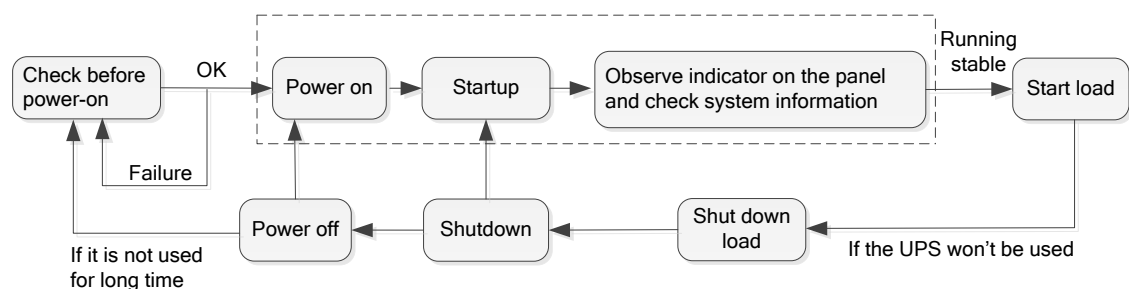 Running
stable
Check before
power-on
OK
Power on
Startup
Observe indicator on the panel
and check system information
Start load
Failure
Power off
Shutdown
Shut down
load
If the UPS won't be used
If it is not used
for long time